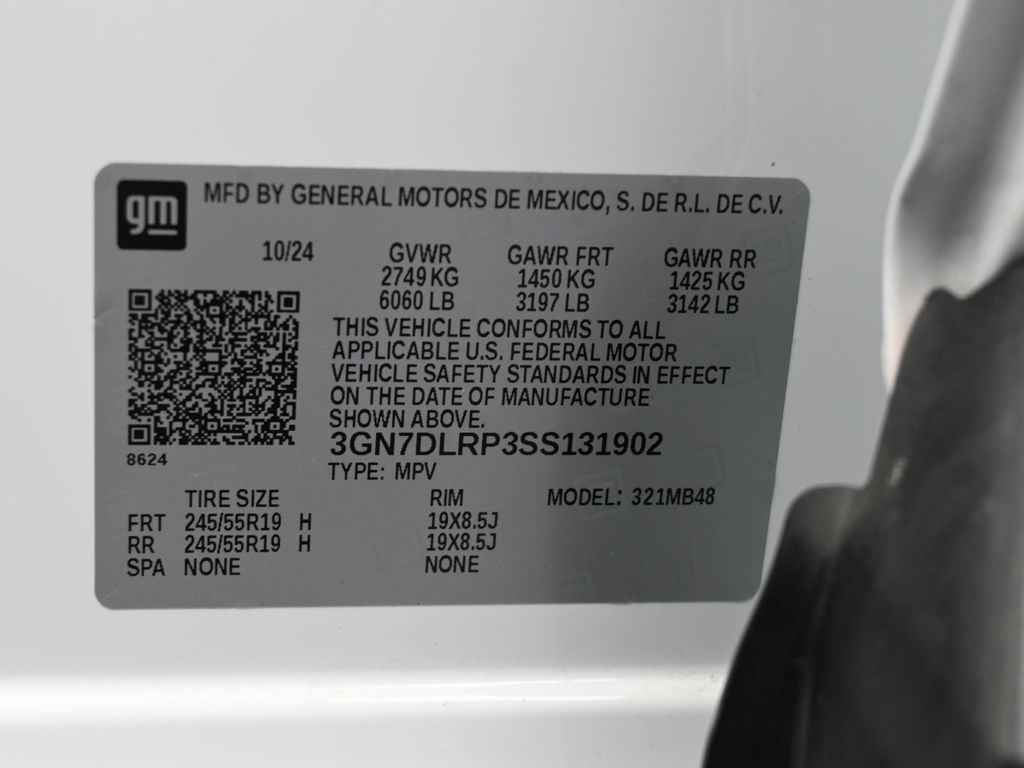 gm
MFD BY GENERAL MOTORS DE MEXICO, S. DE R.L. DE C.V.
10/24 GVWR GAWR FRT GAWR RR
2749 KG 1450 KG 1425 KG
6060 LB 3197 LB 3142 LB
THIS VEHICLE CONFORMS TO ALL
APPLICABLE U.S. FEDERAL MOTOR
VEHICLE SAFETY STANDARDS IN EFFECT
ON THE DATE OF MANUFACTURE
SHOWN ABOVE.
3GN7DLRP3SS131902
8624
TYPE: MPV
TIRE SIZE RIM MODEL: 321MB48
FRT 245/55R19 H 19X8.5J
RR 245/55R19 H 19X8.5J
SPA NONE NONE